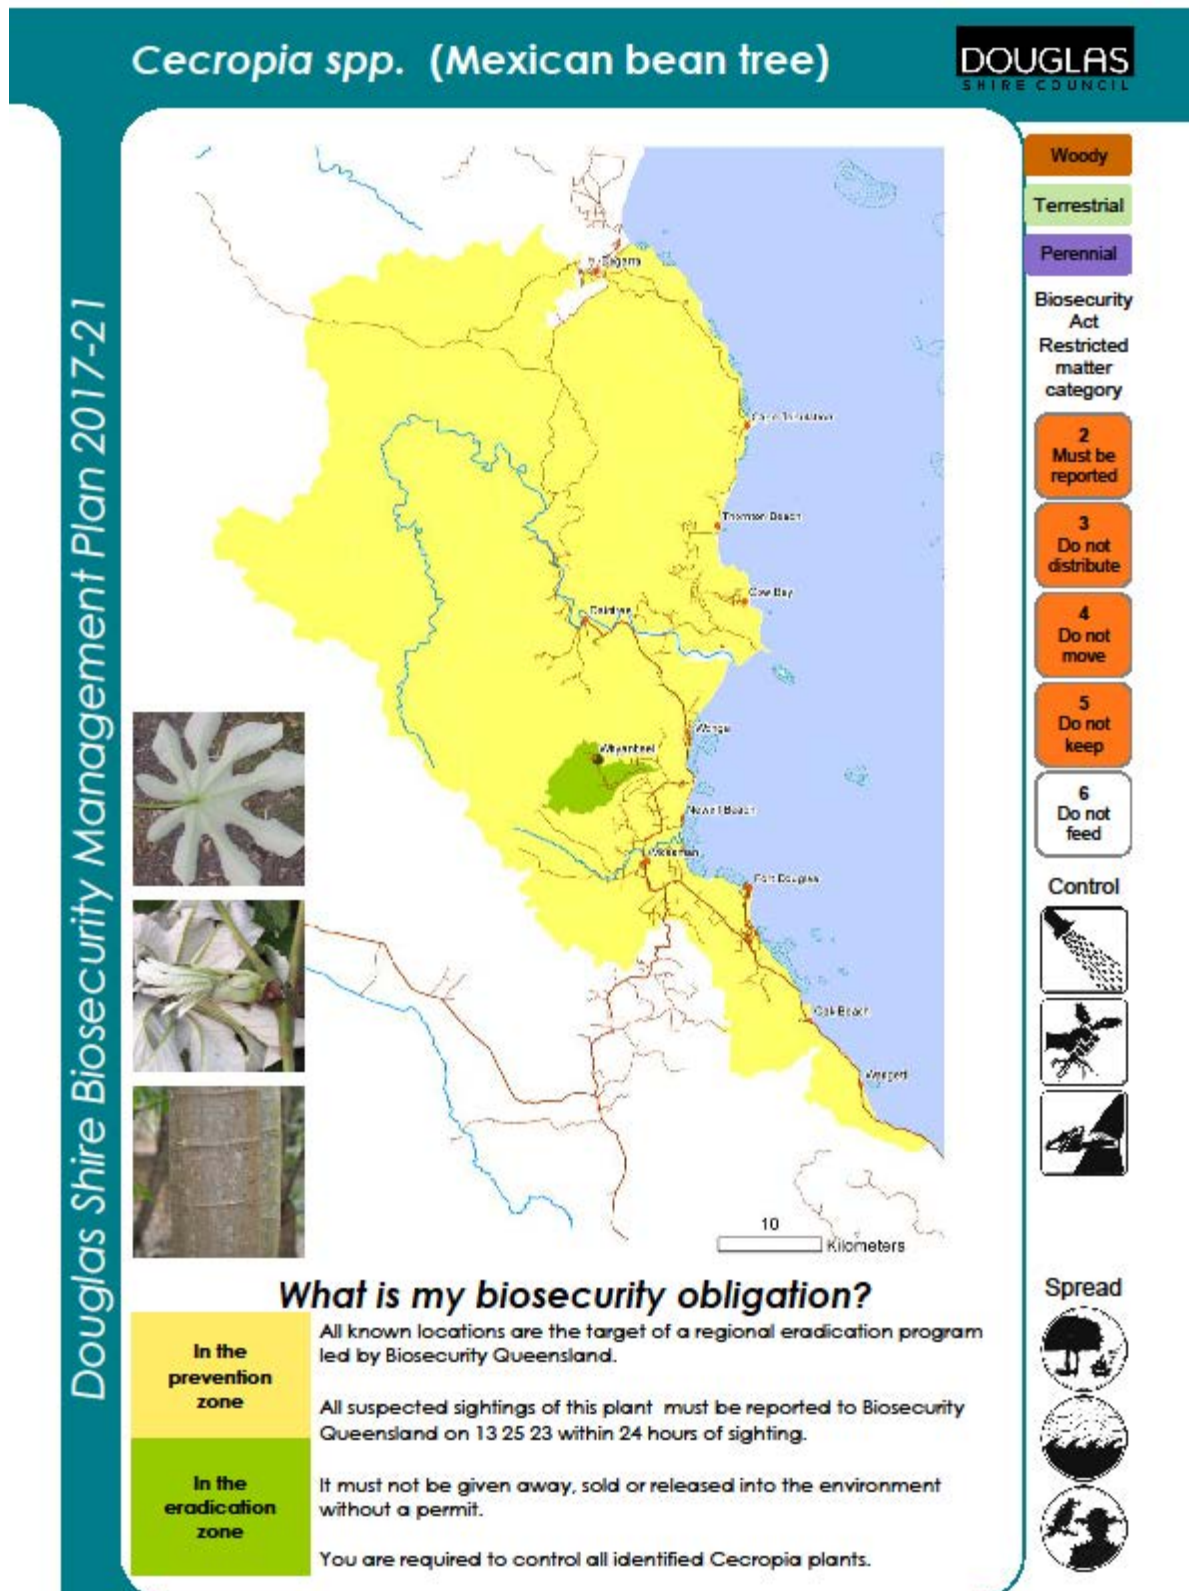 Cecropia spp. (Mexican bean tree)
DOUGLAS
SHIRE COUNCIL
Douglas Shire Biosecurity Management Plan 2017-21
Woody
Terrestrial
Perennial
Biosecurity
Act
Restricted
matter
category
2
Must be
reported
3
Do not
distribute
4
Do not
move
5
Do not
keep
6
Do not
feed
Control
Spread
Thornton Beach
Cow Bay
Daintree
Wonga
Whyanbeel
Newell Beach
Mossman
Port Douglas
Oak Beach
Wangetti
10
Kilometers
What is my biosecurity obligation?
In the
prevention
zone
All known locations are the target of a regional eradication program
led by Biosecurity Queensland.
All suspected sightings of this plant must be reported to Biosecurity
Queensland on 13 25 23 within 24 hours of sighting.
In the
eradication
zone
It must not be given away, sold or released into the environment
without a permit.
You are required to control all identified Cecropia plants.